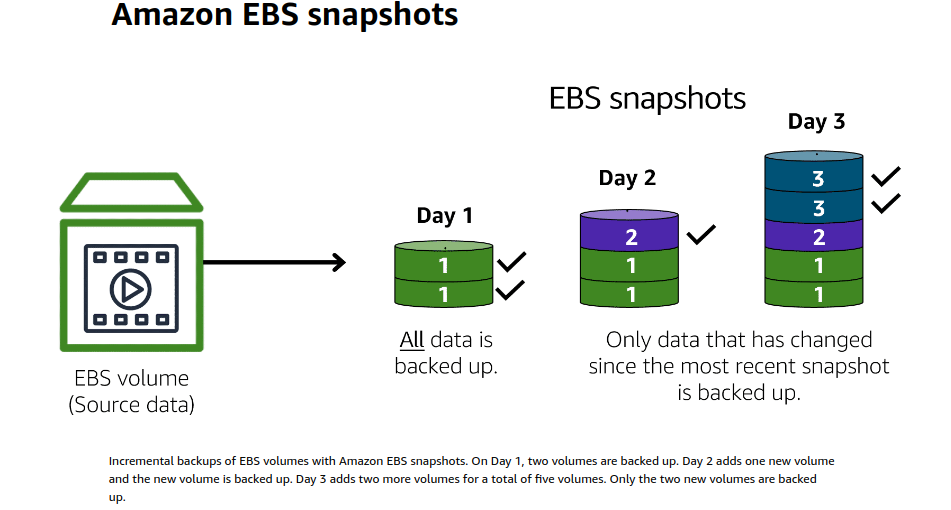 Amazon EBS snapshots
EBS snapshots
Day 3
Day 2
Day 1
3
3
2
2
1
1
1
1
1
1
All data is
backed up.
Only data that has changed
since the most recent snapshot
is backed up.
EBS volume
(Source data)
Incremental backups of EBS volumes with Amazon EBS snapshots. On Day 1, two volumes are backed up. Day 2 adds one new volume
and the new volume is backed up. Day 3 adds two more volumes for a total of five volumes. Only the two new volumes are backed
up.